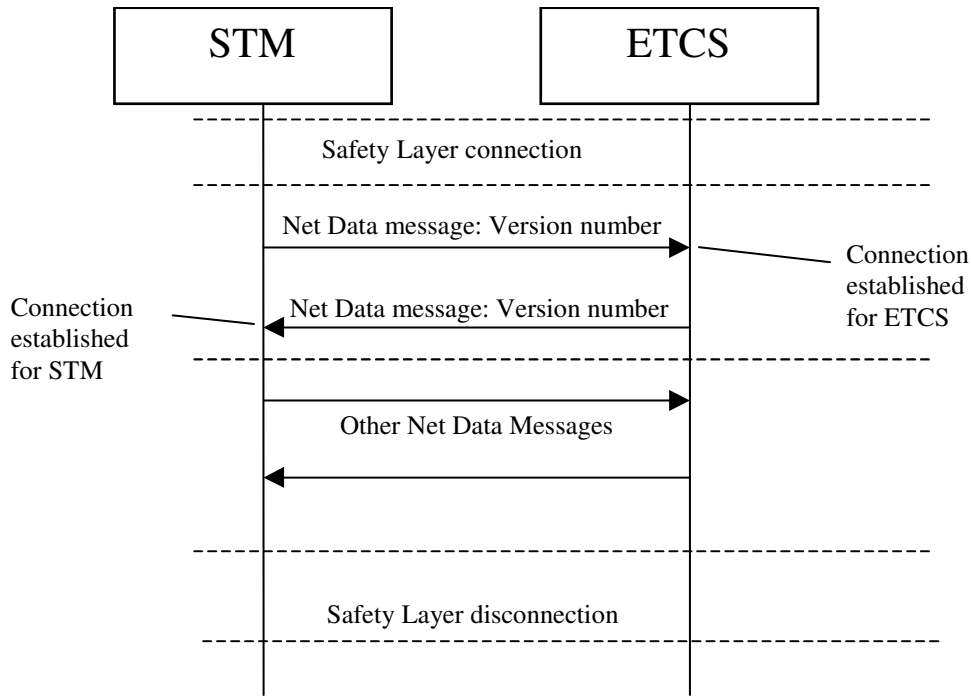 STM
ETCS
Safety Layer connection
Net Data message: Version number
Connection
established
for ETCS
Connection
established
for STM
Net Data message: Version number
Other Net Data Messages
Safety Layer disconnection